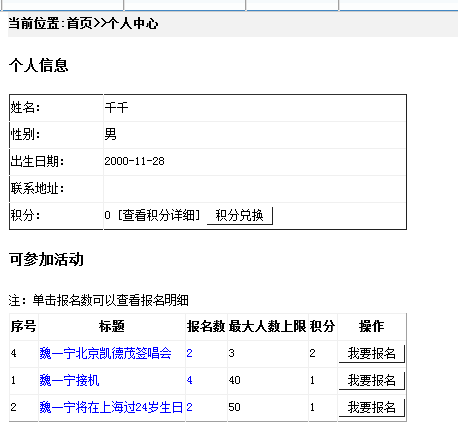 当前位置:首页>>个人中心
个人信息
姓名: 千千
性别: 男
出生日期: 2000-11-28
联系地址:
积分: 0 [查看积分详细] 积分兑换
可参加活动
注: 单击报名数可以查看报名明细
序号 标题 报名数 最大人数上限 积分 操作
4 魏一宁北京凯德茂签唱会 2 3 2 我要报名
1 魏一宁接机 4 40 1 我要报名
2 魏一宁将在上海过24岁生日 2 50 1 我要报名